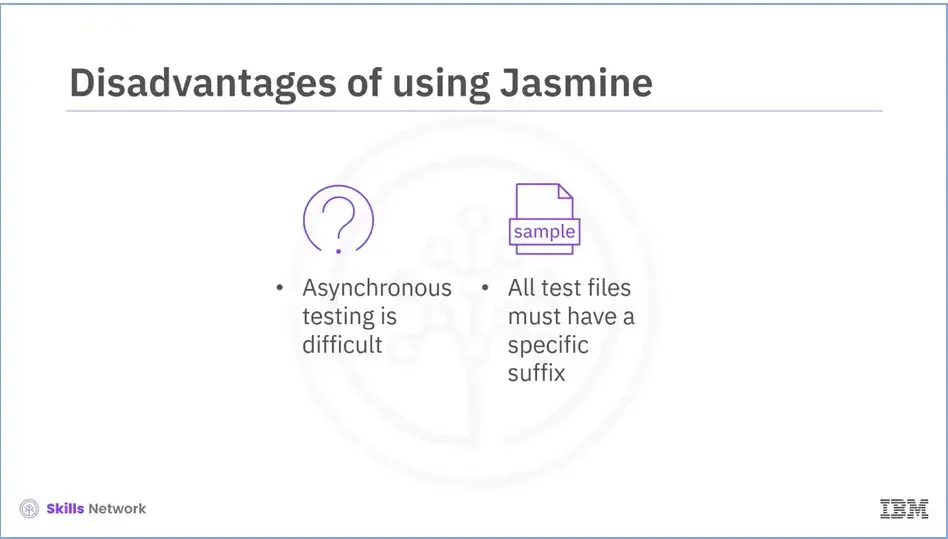 Disadvantages of using Jasmine
sample
• Asynchronous
testing is
difficult
• All test files
must have a
specific
suffix
Skills Network
IBM